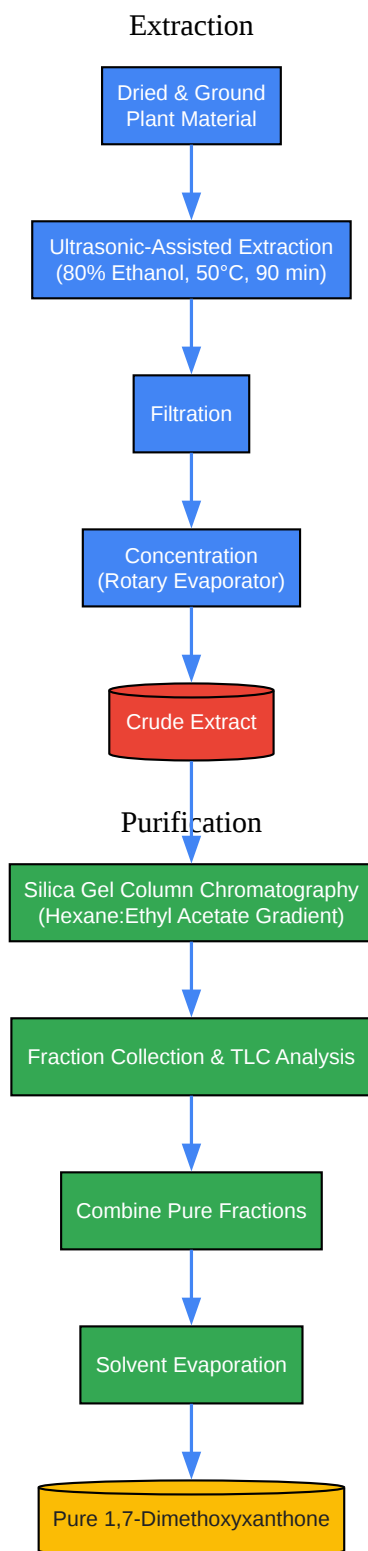 Extraction
Dried & Ground
Plant Material
Ultrasonic-Assisted Extraction
(80% Ethanol, 50°C, 90 min)
Filtration
Concentration
(Rotary Evaporator)
Crude Extract
Purification
Silica Gel Column Chromatography
(Hexane:Ethyl Acetate Gradient)
Fraction Collection & TLC Analysis
Combine Pure Fractions
Solvent Evaporation
Pure 1,7-Dimethoxyxanthone